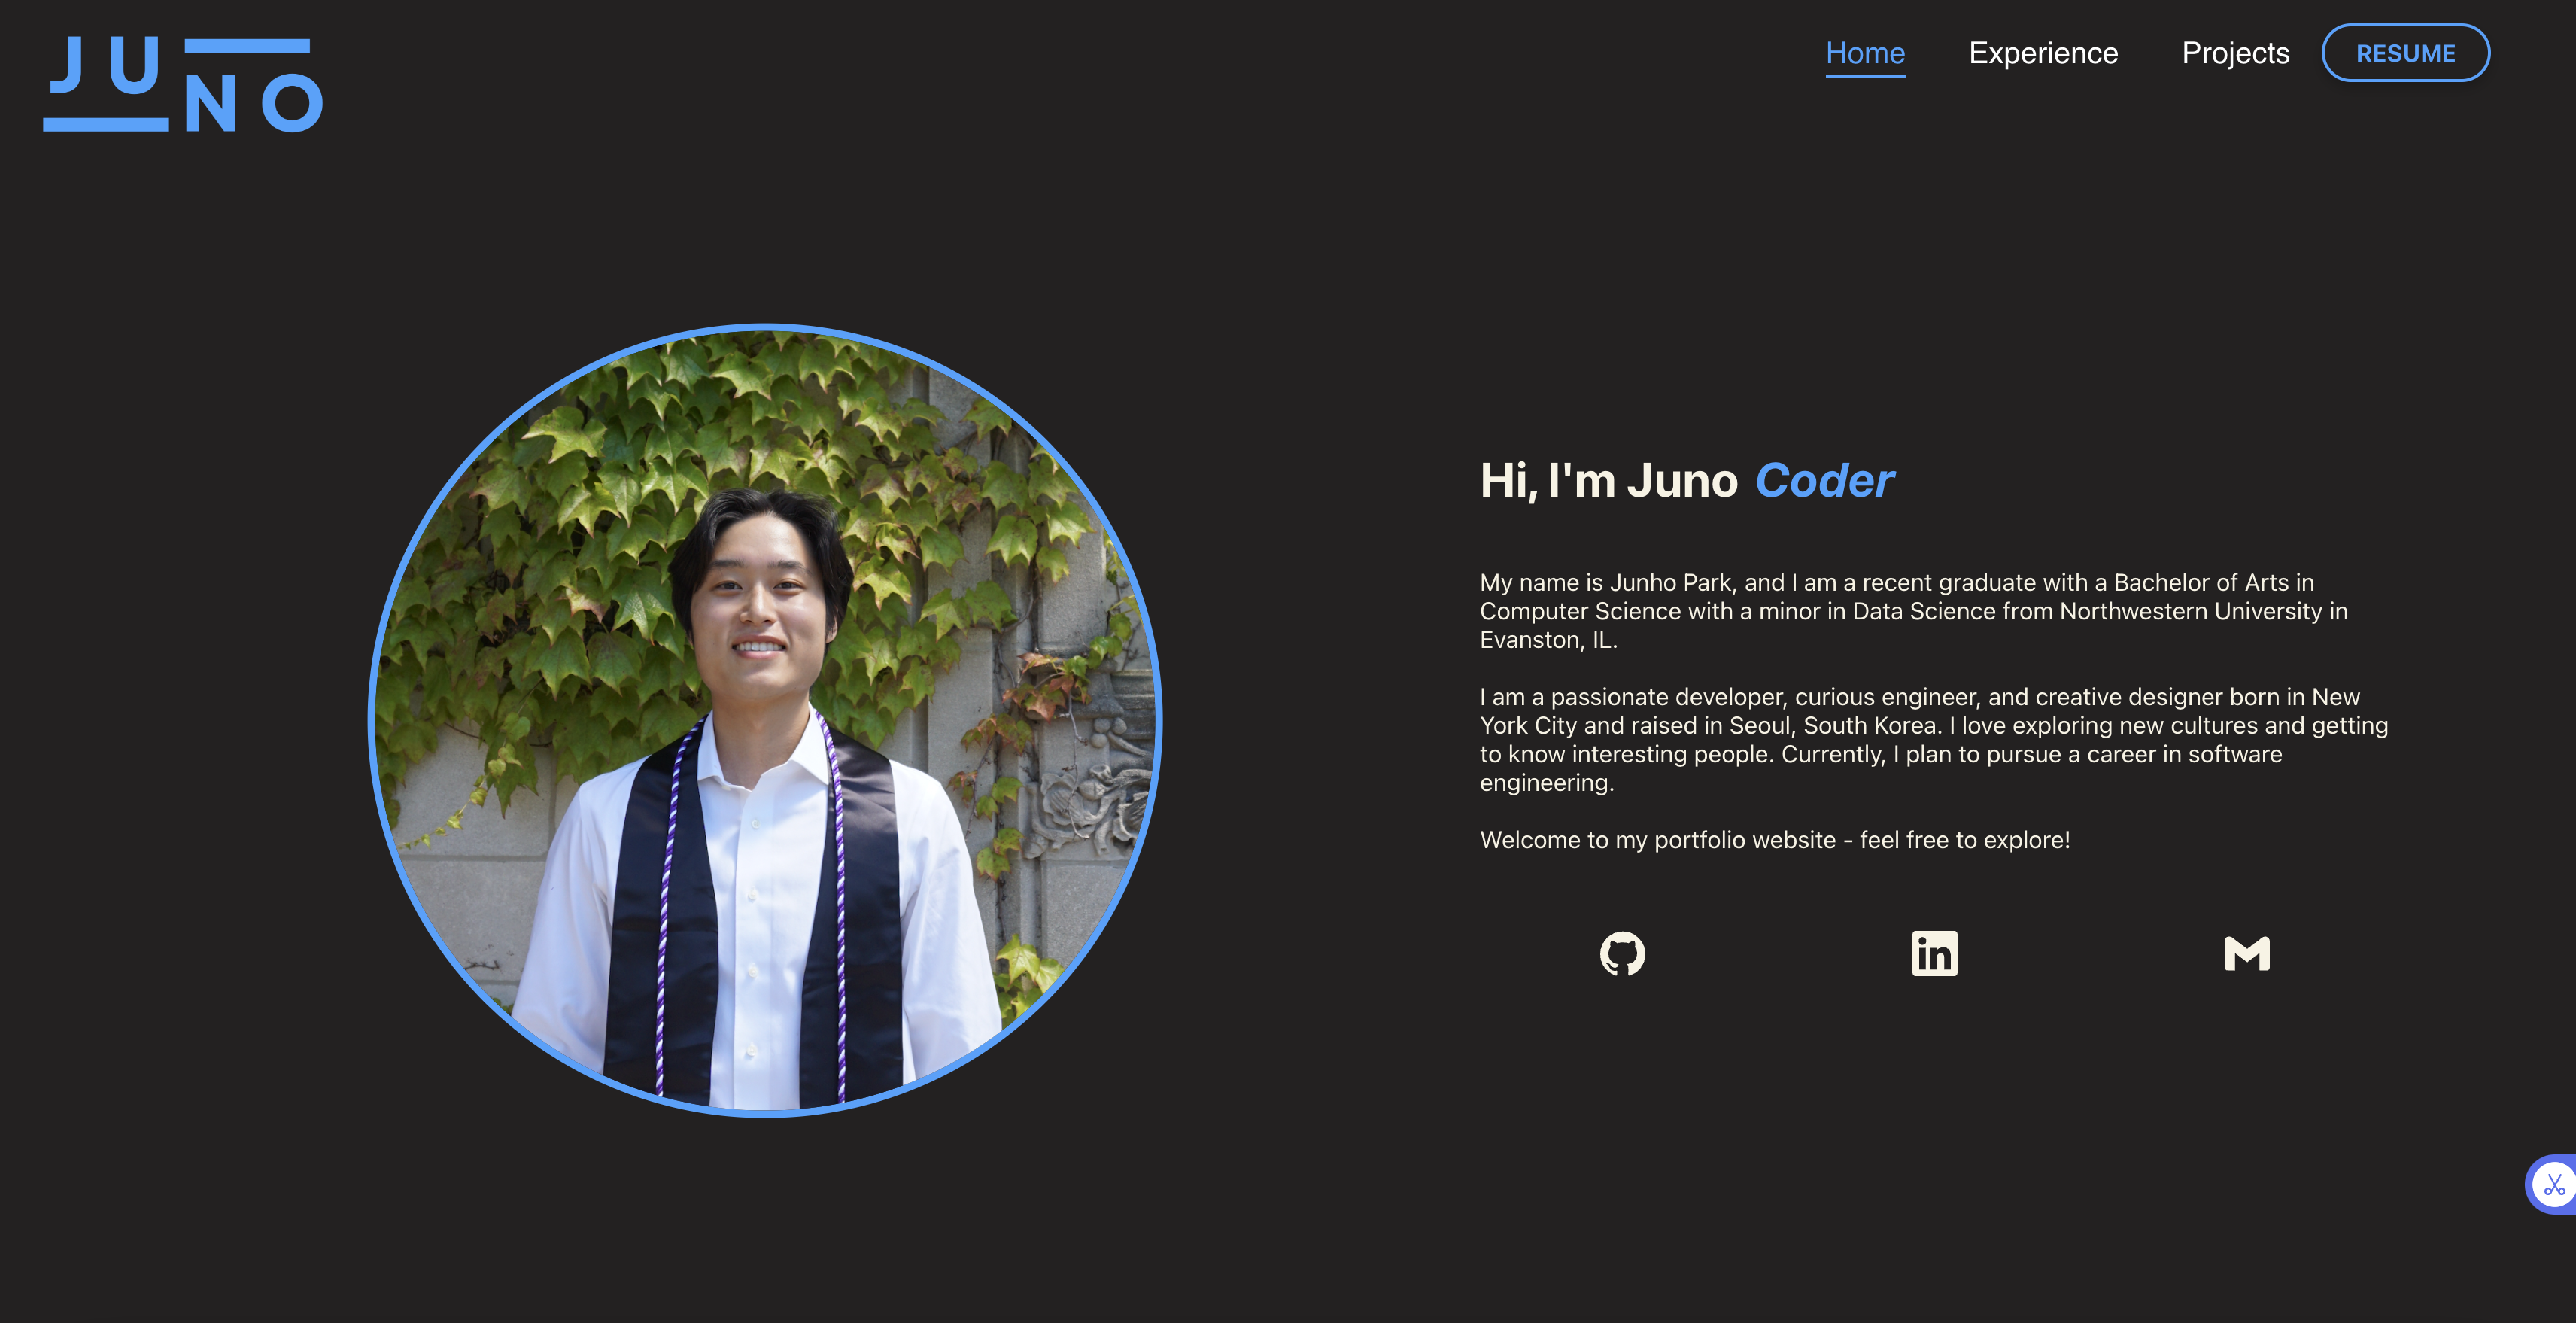 JUNO
Home Experience Projects RESUME
Hi, I'm Juno Coder
My name is Junho Park, and I am a recent graduate with a Bachelor of Arts in
Computer Science with a minor in Data Science from Northwestern University in
Evanston, IL.
I am a passionate developer, curious engineer, and creative designer born in New
York City and raised in Seoul, South Korea. I love exploring new cultures and getting
to know interesting people. Currently, I plan to pursue a career in software
engineering.
Welcome to my portfolio website - feel free to explore!
in